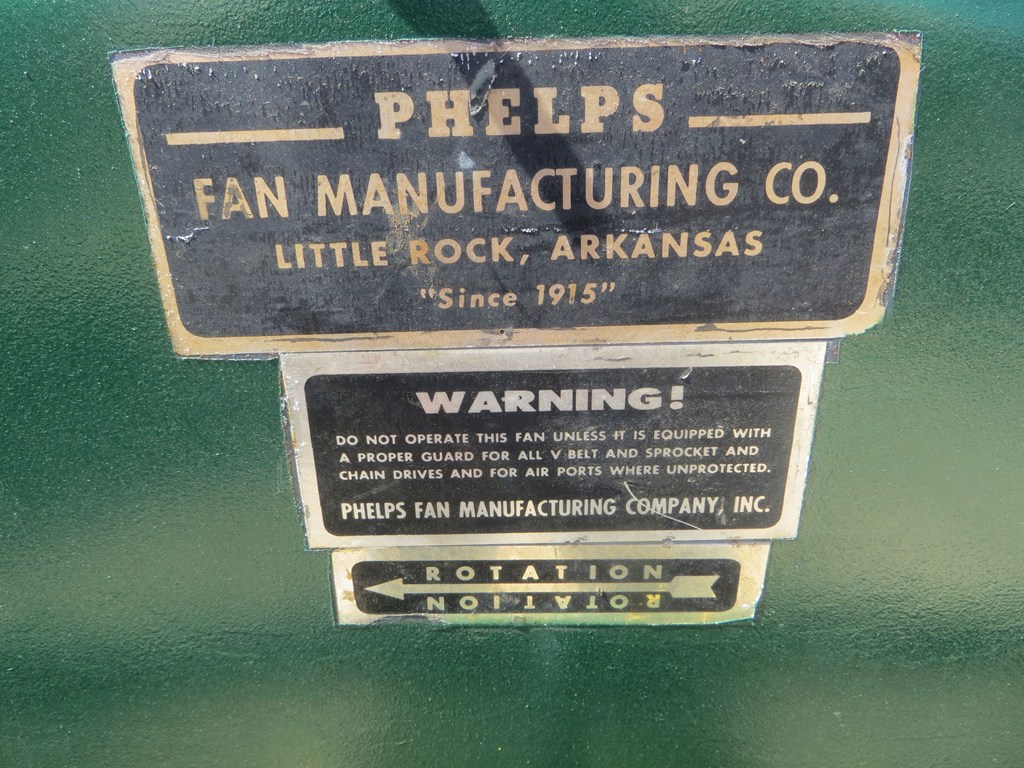 PHELPS
FAN MANUFACTURING CO.
LITTLE ROCK, ARKANSAS
"Since 1915"
WARNING!
DO NOT OPERATE THIS FAN UNLESS IT IS EQUIPPED WITH
A PROPER GUARD FOR ALL V BELT AND SPROCKET AND
CHAIN DRIVES AND FOR AIR PORTS WHERE UNPROTECTED.
PHELPS FAN MANUFACTURING COMPANY, INC.
ROTATION
ROTATION